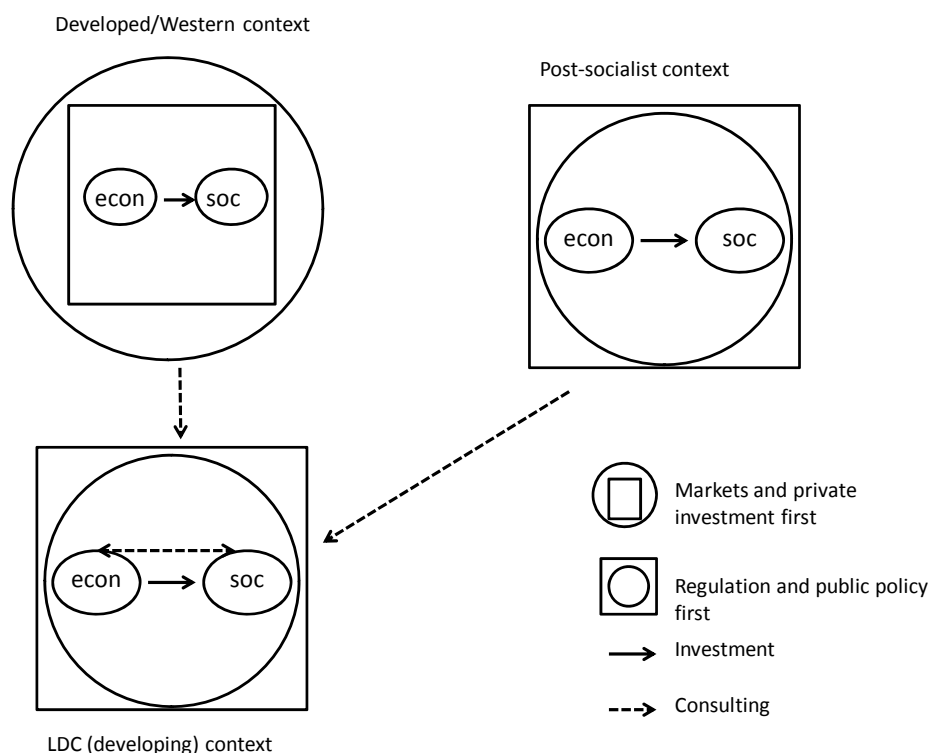 Developed/Western context
Post-socialist context
econ
soc
econ
soc
econ
soc
Markets and private
investment first
Regulation and public policy
first
Investment
Consulting
LDC (developing) context